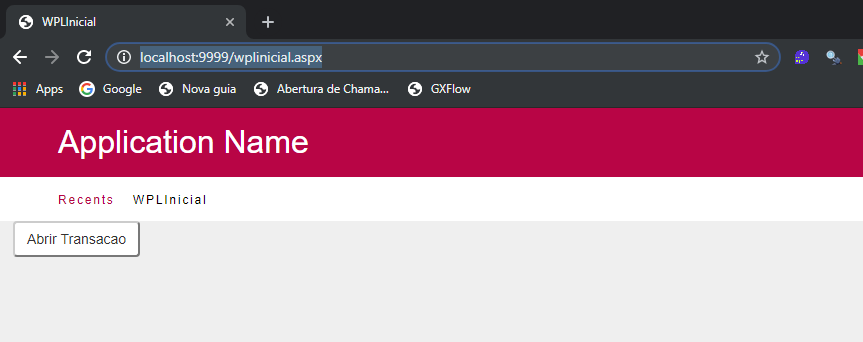 WPLInicial
localhost:9999/wplinicial.aspx
Apps Google Nova guia Abertura de Chama... GXFlow
Application Name
Recents WPLInicial
Abrir Transacao